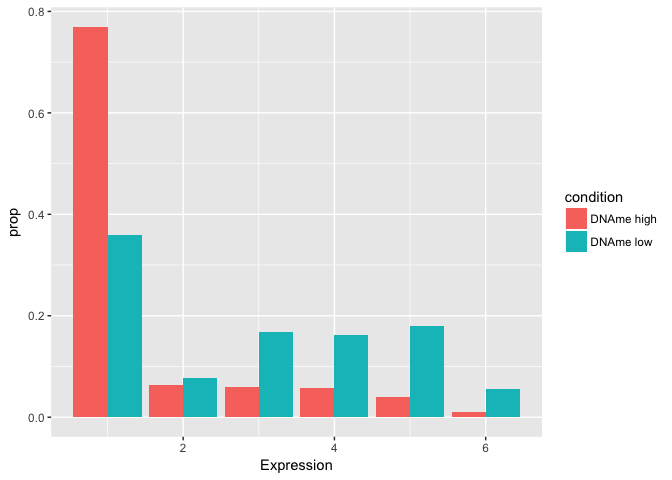 0.8
0.6
0.4
0.2
0.0
prop
2 4 6
Expression
condition
DNAme high
DNAme low